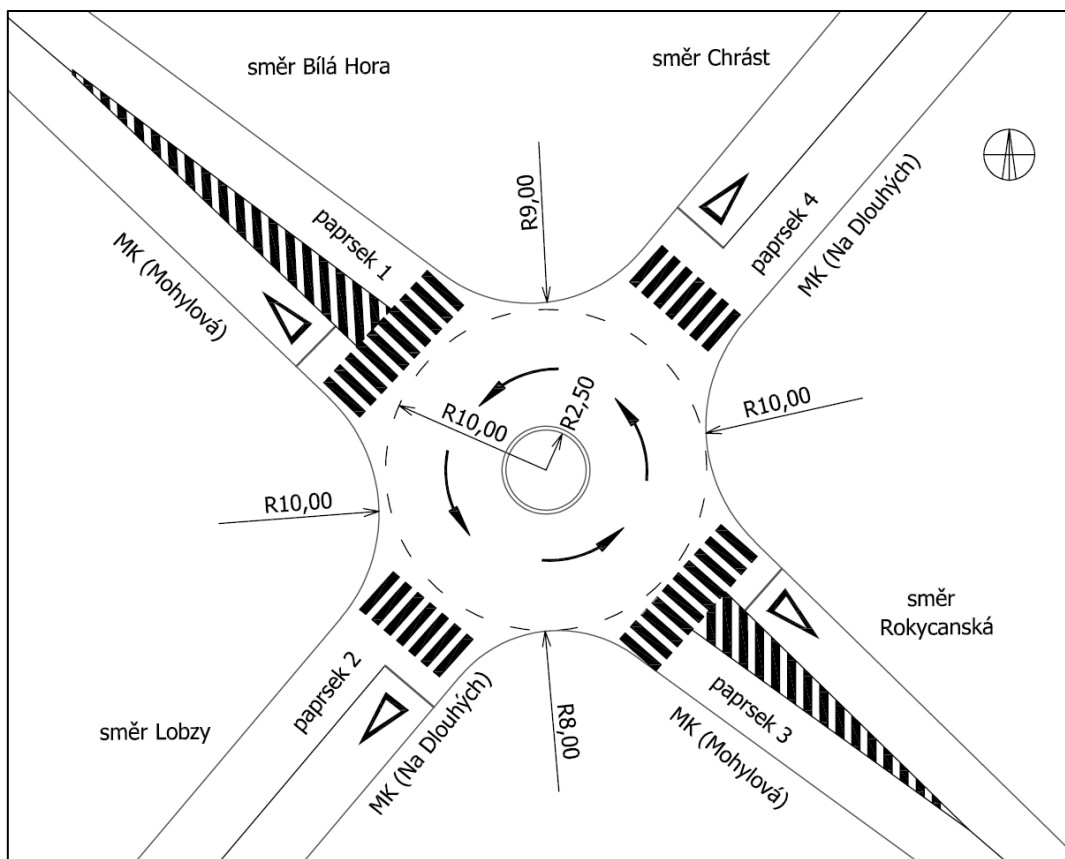 směr Bílá Hora
směr Chrást
paprsek 1
MK (Mohylová)
R9,00
paprsek 4
MK (Na Dlouhých)
R10,00
R2,50
R10,00
R10,00
směr
Rokycanská
směr Lobzy
paprsek 2
MK (Na Dlouhých)
R8,00
paprsek 3
MK (Mohylová)